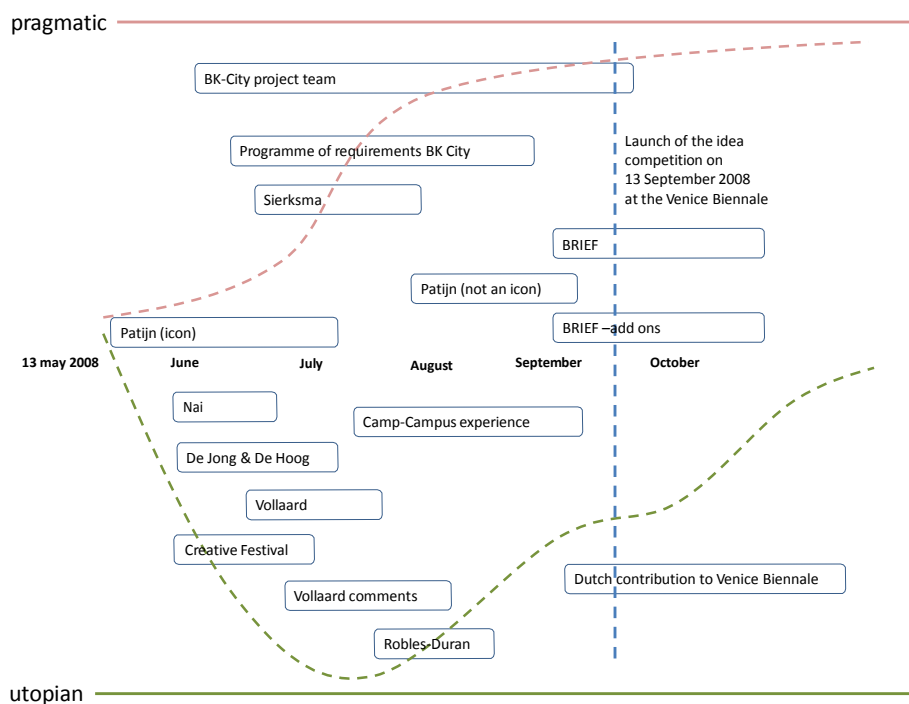 pragmatic
BK-City project team
Programme of requirements BK City
Launch of the idea
competition on
13 September 2008
at the Venice Biennale
Sierksma
BRIEF
Patijn (not an icon)
Patijn (icon)
BRIEF –add ons
13 may 2008 June July August September October
Nai
Camp-Campus experience
De Jong & De Hoog
Vollaard
Creative Festival
Dutch contribution to Venice Biennale
Vollaard comments
Robles-Duran
utopian